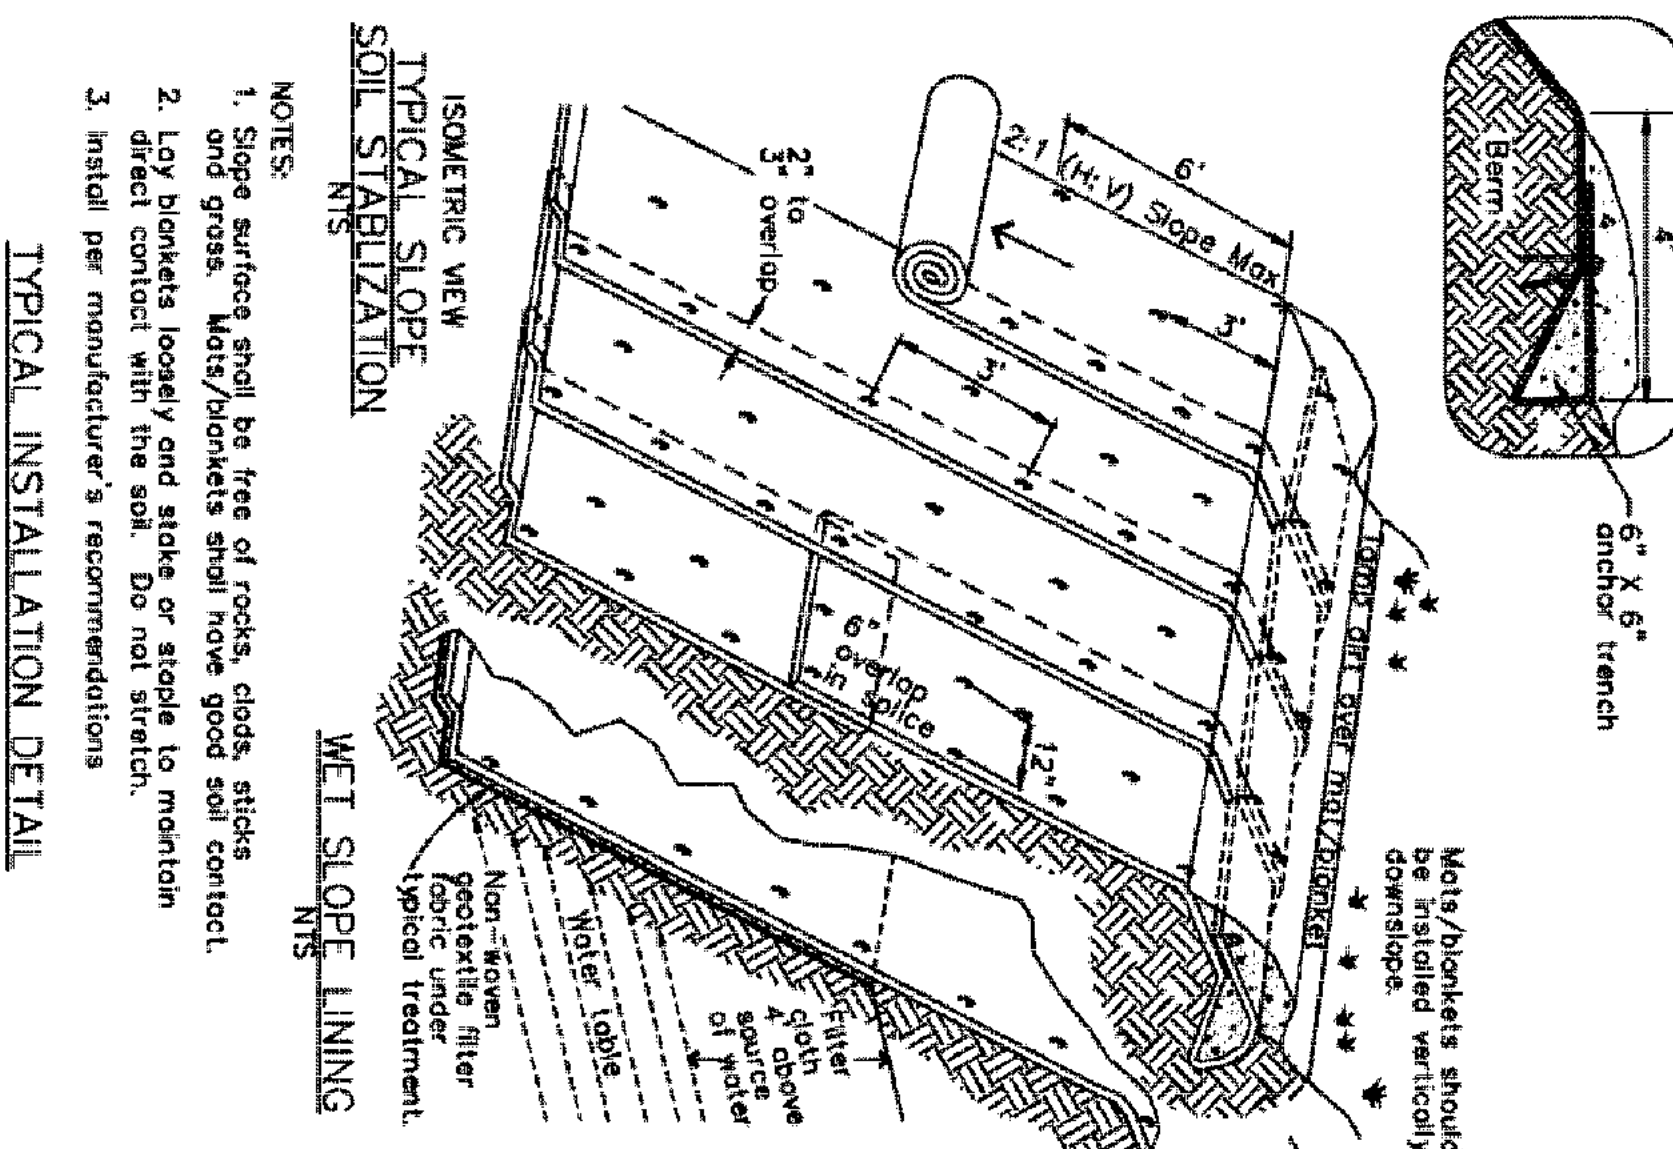 4'
Berm
6" X 6"
anchor trench
Mats/blankets should
be installed vertically
downslope.
Tamp dirt over mat/blanket
6'
2:1 (H:V) Slope Max
3'
3'
2" to
3"
overlap
6"
overlap
in Splice
12"
ISOMETRIC VIEW
TYPICAL SLOPE
SOIL STABLIZATION
NTS
Filter
cloth
4' above
source
of water
Water table
Non-woven
geotextile filter
fabric under
typical treatment.
WET SLOPE LINING
NTS
NOTES:
1. Slope surface shall be free of rocks, clods, sticks
and grass. Mats/blankets shall have good soil contact.
2. Lay blankets loosely and stake or staple to maintain
direct contact with the soil. Do not stretch.
3. Install per manufacturer's recommendations
TYPICAL INSTALLATION DETAIL